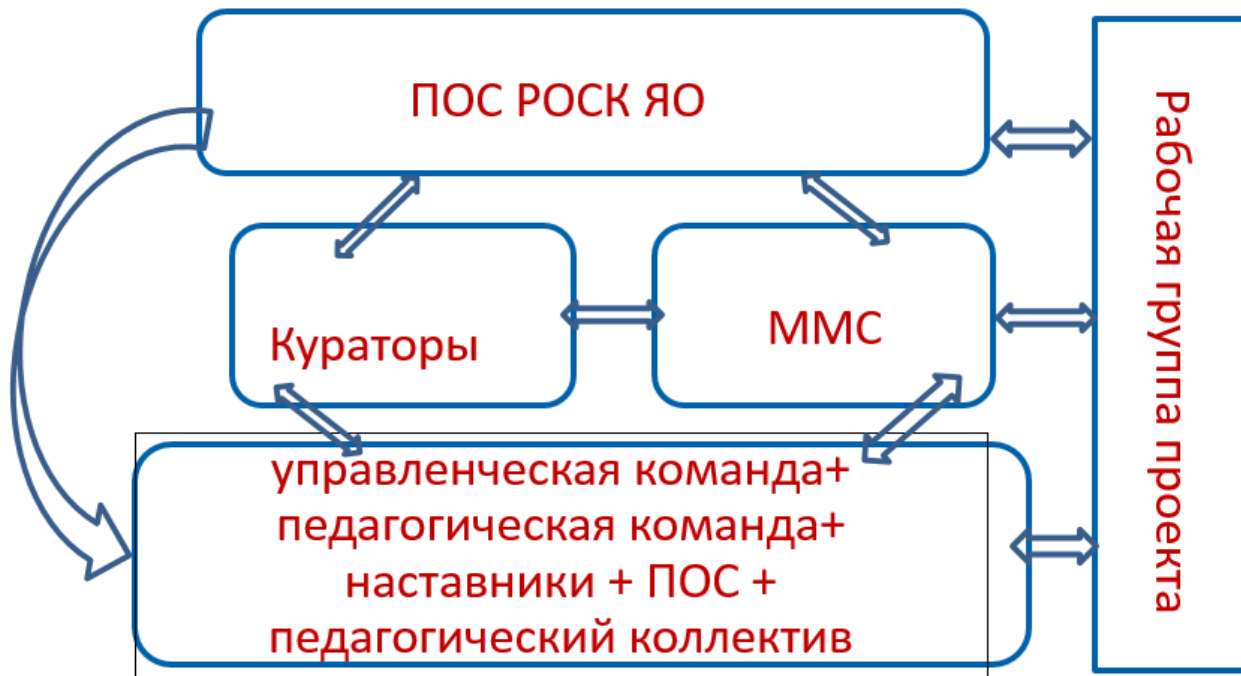 ПОС РОСК ЯО
Кураторы
ММС
управленческая команда+
педагогическая команда+
наставники + ПОС +
педагогический коллектив
Рабочая группа проекта